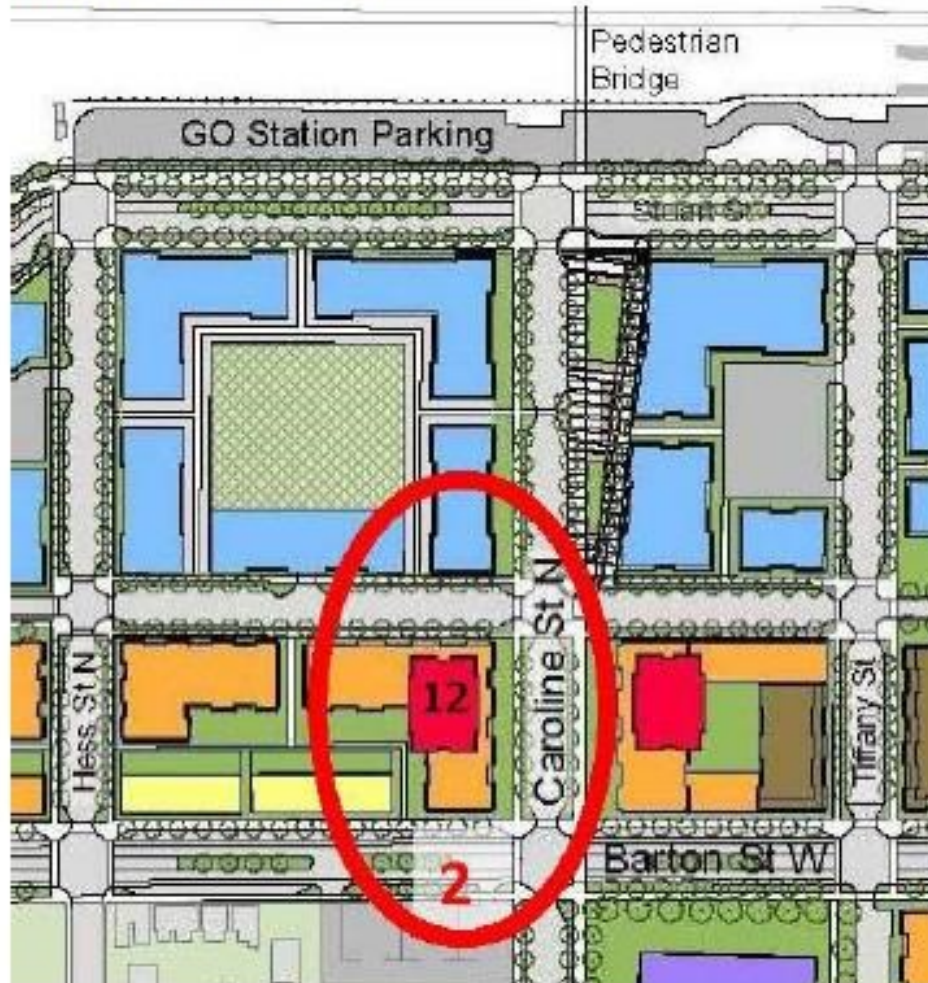 Pedestrian
Bridge
GO Station Parking
Stuart St
12
Hess St N
Caroline St N
Tiffany St
Barton St W
2